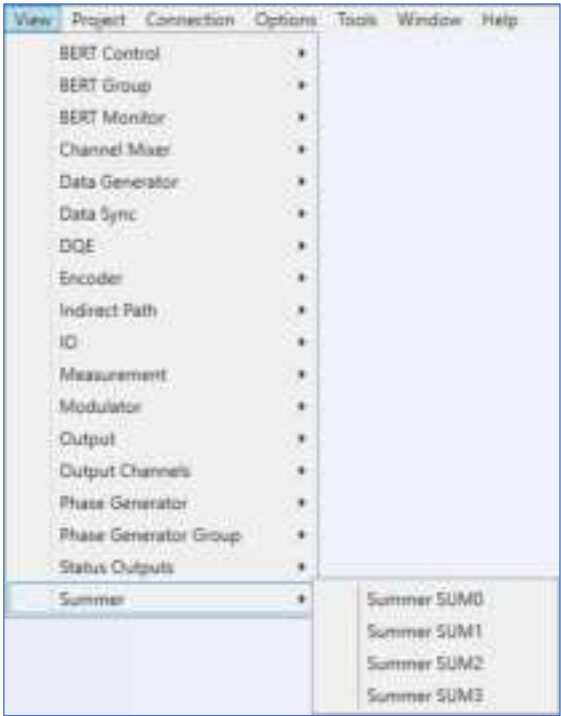 View Project Connection Options Tools Window Help
BERT Control
BERT Group
BERT Monitor
Channel Mixer
Data Generator
Data Sync
DQE
Encoder
Indirect Path
IO
Measurement
Modulator
Output
Output Channels
Phase Generator
Phase Generator Group
Status Outputs
Summer
Summer SUM0
Summer SUM1
Summer SUM2
Summer SUM3